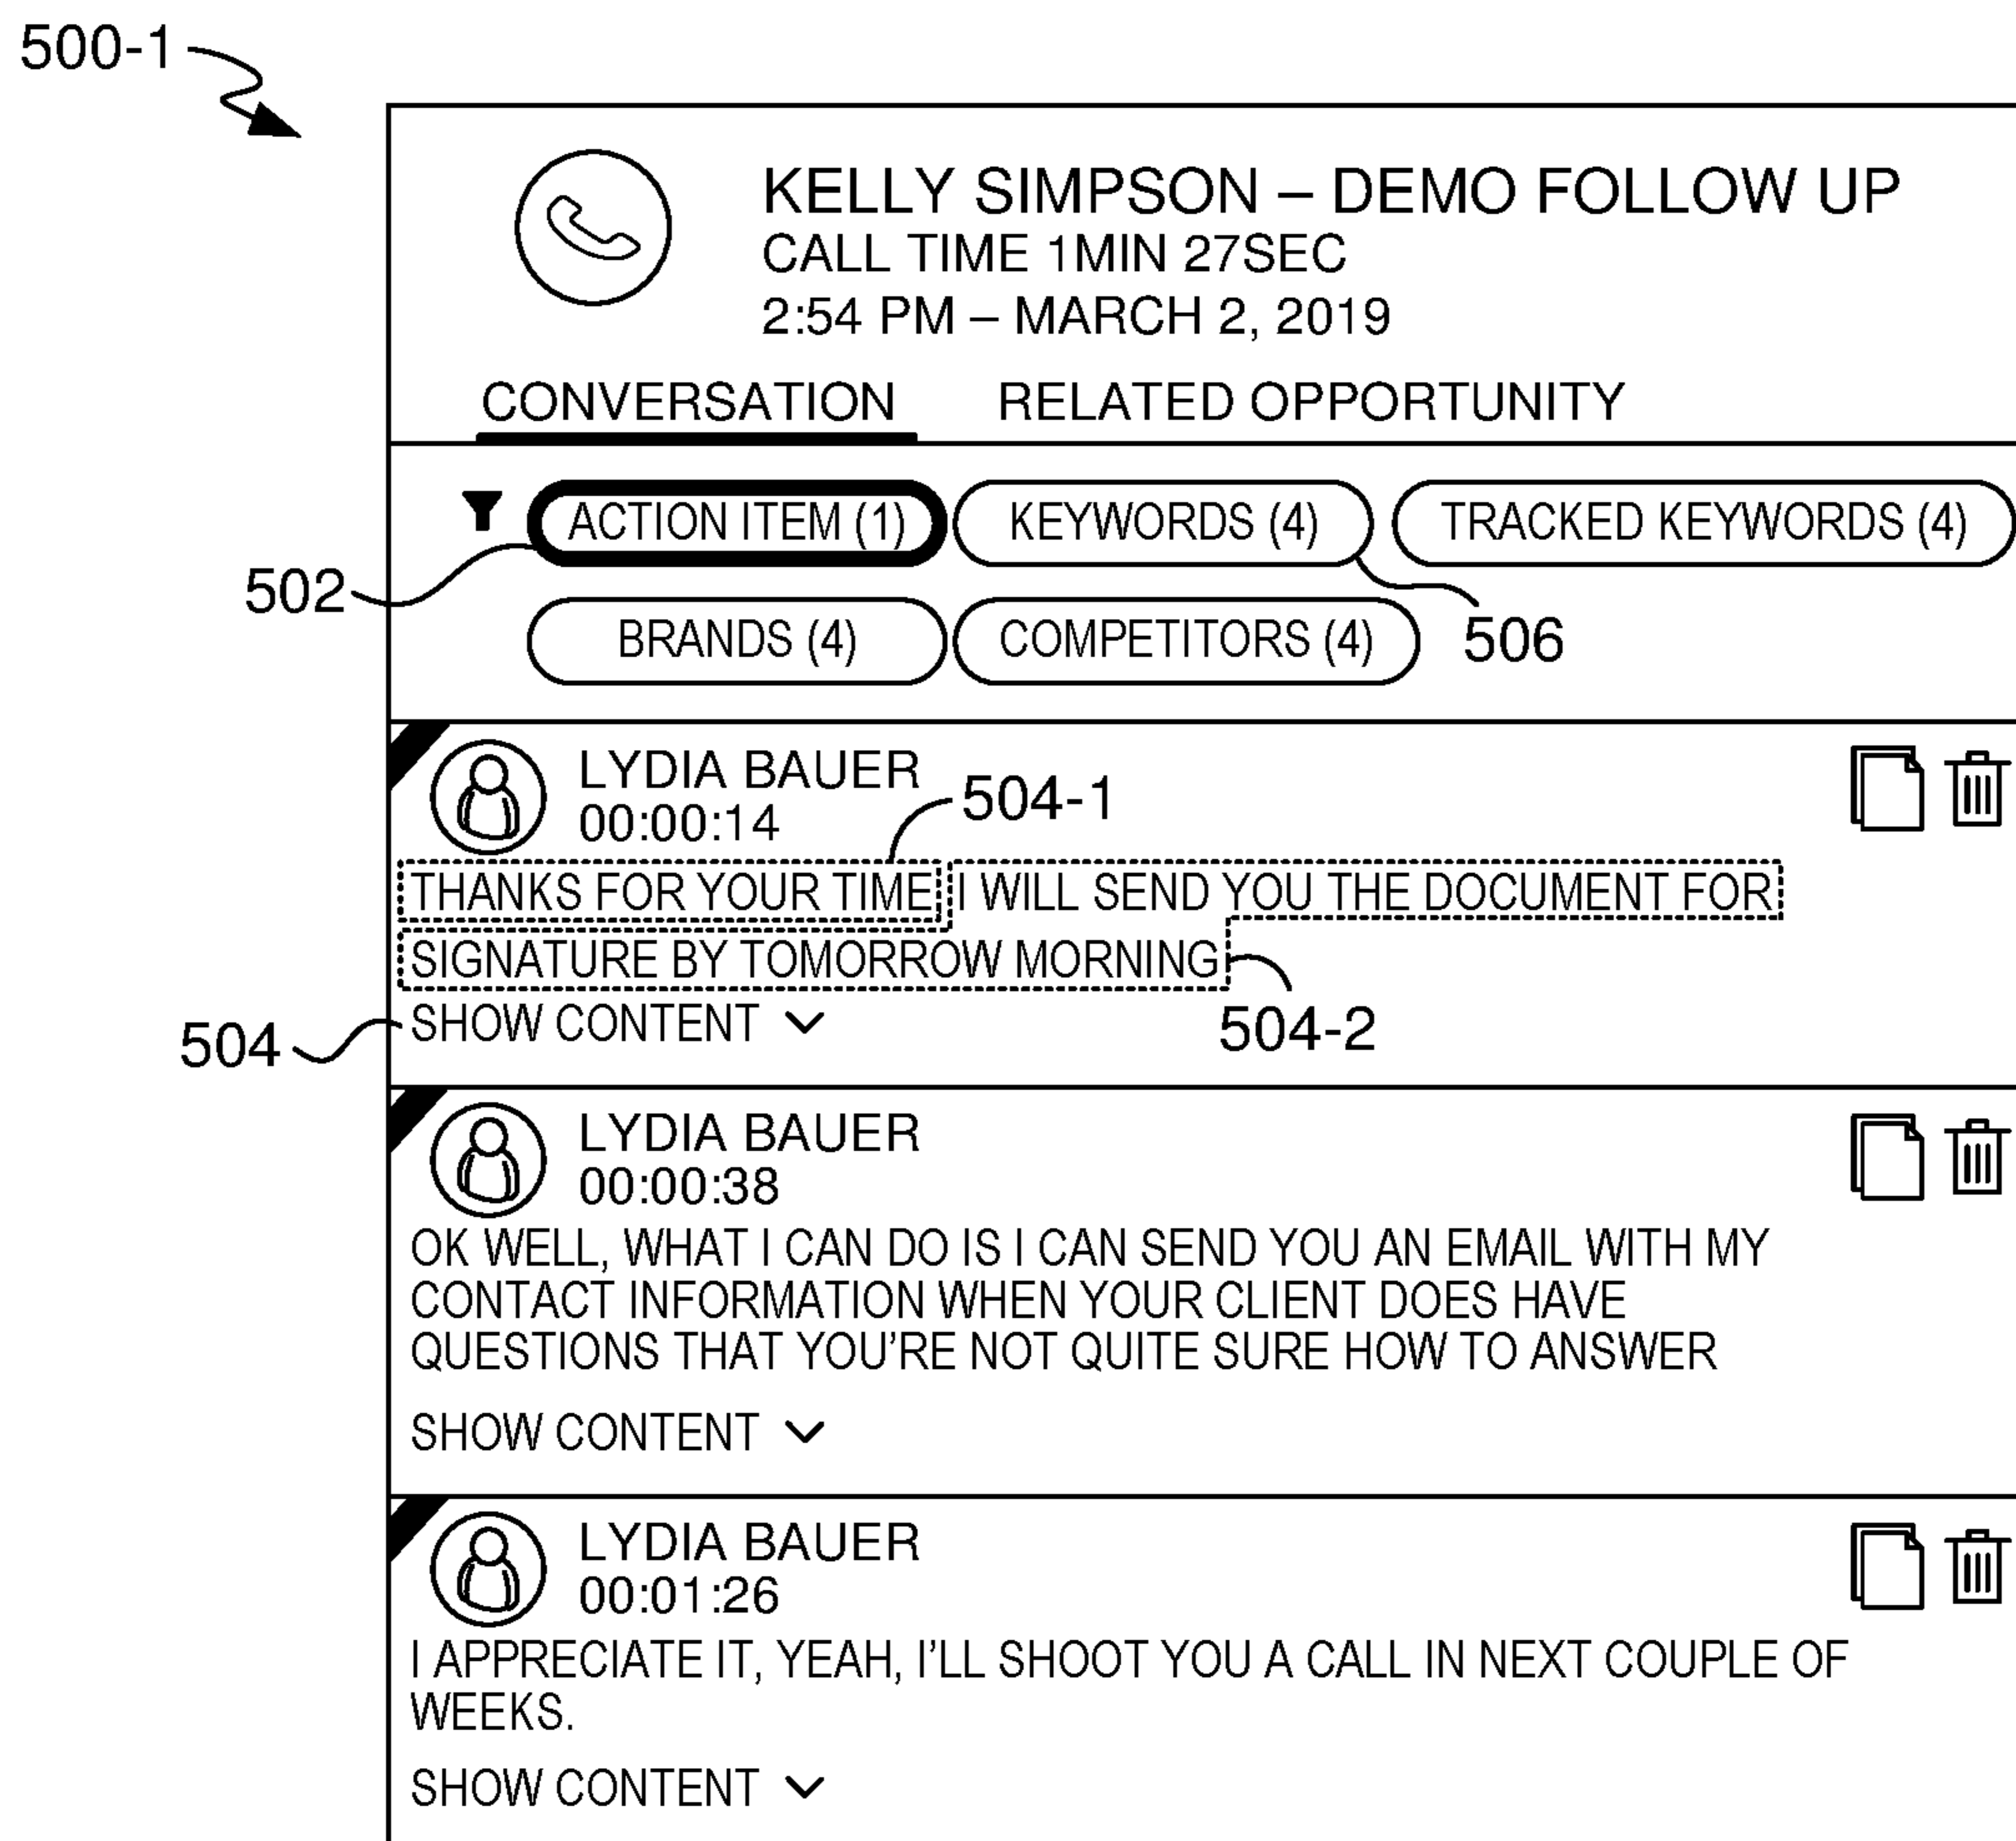 500-1
KELLY SIMPSON – DEMO FOLLOW UP
CALL TIME 1MIN 27SEC
2:54 PM – MARCH 2, 2019
CONVERSATION RELATED OPPORTUNITY
ACTION ITEM (1) KEYWORDS (4) TRACKED KEYWORDS (4)
502
BRANDS (4) COMPETITORS (4) 506
LYDIA BAUER
504-1
00:00:14
THANKS FOR YOUR TIME I WILL SEND YOU THE DOCUMENT FOR
SIGNATURE BY TOMORROW MORNING
SHOW CONTENT
504-2
504
LYDIA BAUER
00:00:38
OK WELL, WHAT I CAN DO IS I CAN SEND YOU AN EMAIL WITH MY
CONTACT INFORMATION WHEN YOUR CLIENT DOES HAVE
QUESTIONS THAT YOU'RE NOT QUITE SURE HOW TO ANSWER
SHOW CONTENT
LYDIA BAUER
00:01:26
I APPRECIATE IT, YEAH, I'LL SHOOT YOU A CALL IN NEXT COUPLE OF
WEEKS.
SHOW CONTENT